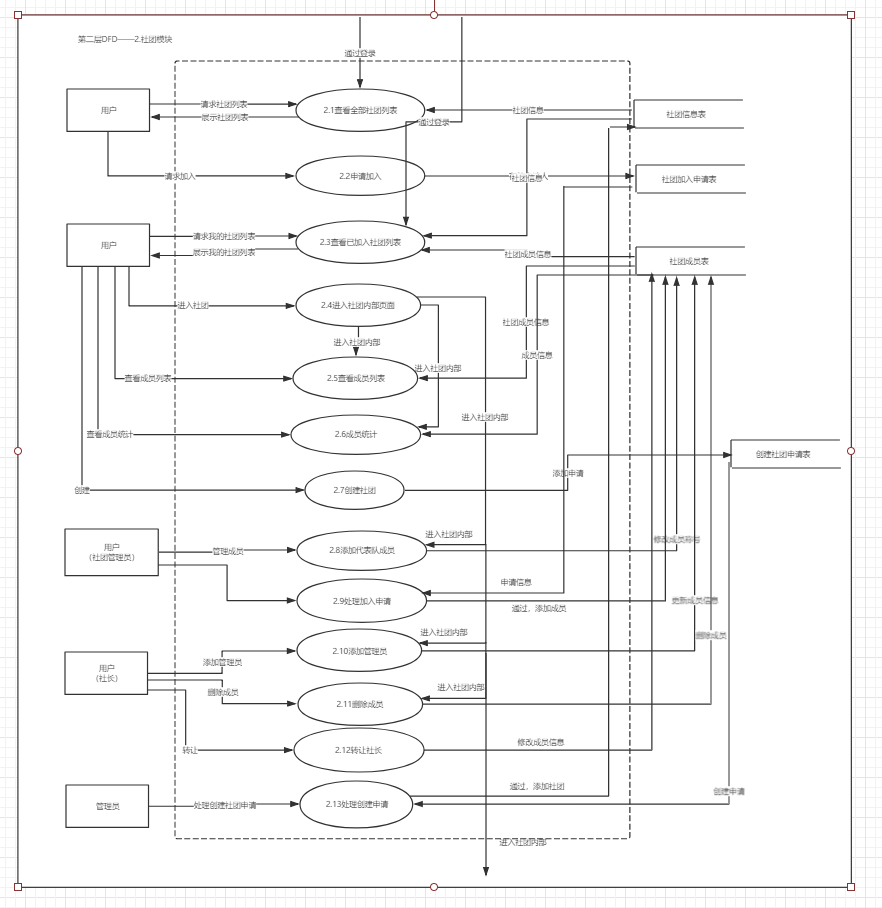 第二层DFD——2.社团模块
通过登录
用户
请求社团列表
展示社团列表
2.1查看全部社团列表
社团信息
社团信息表
通过登录
请求加入
2.2申请加入
社团信息
社团加入申请表
用户
请求我的社团列表
展示我的社团列表
2.3查看已加入社团列表
社团成员信息
社团成员表
进入社团
2.4进入社团内部页面
社团成员信息
进入社团内部
成员信息
查看成员列表
2.5查看成员列表
进入社团内部
进入社团内部
查看成员统计
2.6成员统计
创建社团申请表
添加申请
创建
2.7创建社团
用户
（社团管理员）
管理成员
进入社团内部
2.8添加代表队成员
修改成员称号
申请信息
2.9处理加入申请
通过，添加成员
更新成员信息
进入社团内部
删除成员
用户
（社长）
添加管理员
2.10添加管理员
删除成员
进入社团内部
2.11删除成员
转让
2.12转让社长
修改成员信息
通过，添加社团
创建申请
管理员
处理创建社团申请
2.13处理创建申请
进入社团内部